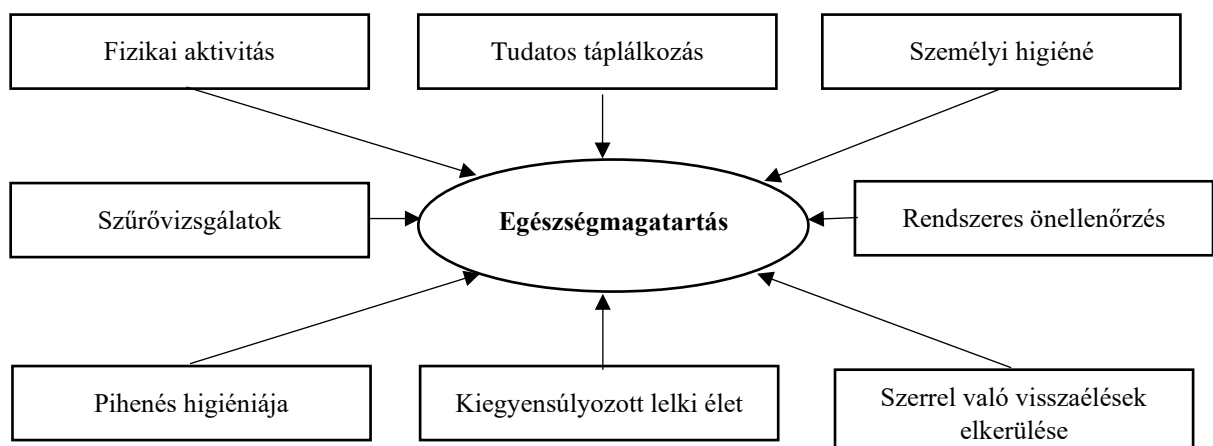 Fizikai aktivitás
Tudatos táplálkozás
Személyi higiéné
Szűrővizsgálatok
Egészségmagatartás
Rendszeres önellenőrzés
Pihenés higiéniája
Kiegyensúlyozott lelki élet
Szerrel való visszaélések
elkerülése